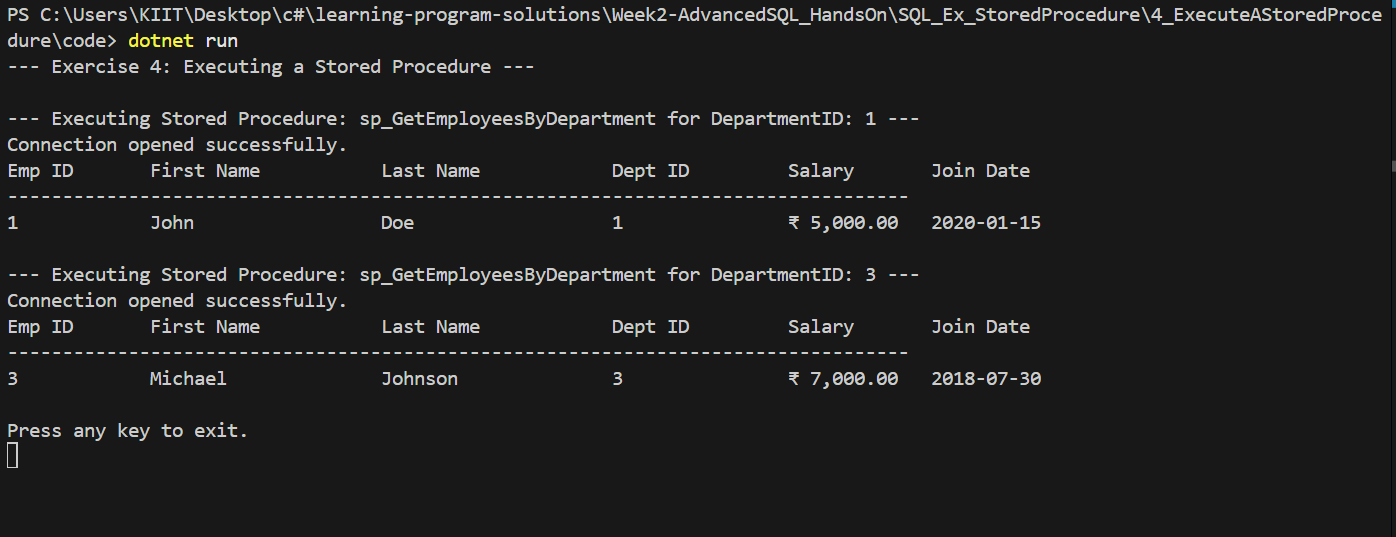 PS C:\Users\KIIT\Desktop\c#\learning-program-solutions\Week2-AdvancedSQL_HandsOn\SQL_Ex_StoredProcedure\4_ExecuteAStoredProce
dure\code> dotnet run
--- Exercise 4: Executing a Stored Procedure ---
--- Executing Stored Procedure: sp_GetEmployeesByDepartment for DepartmentID: 1 ---
Connection opened successfully.
Emp ID       First Name           Last Name            Dept ID         Salary       Join Date
----------------------------------------------------------------------------------
1            John                 Doe                  1               ₹ 5,000.00   2020-01-15
--- Executing Stored Procedure: sp_GetEmployeesByDepartment for DepartmentID: 3 ---
Connection opened successfully.
Emp ID       First Name           Last Name            Dept ID         Salary       Join Date
----------------------------------------------------------------------------------
3            Michael              Johnson              3               ₹ 7,000.00   2018-07-30
Press any key to exit.